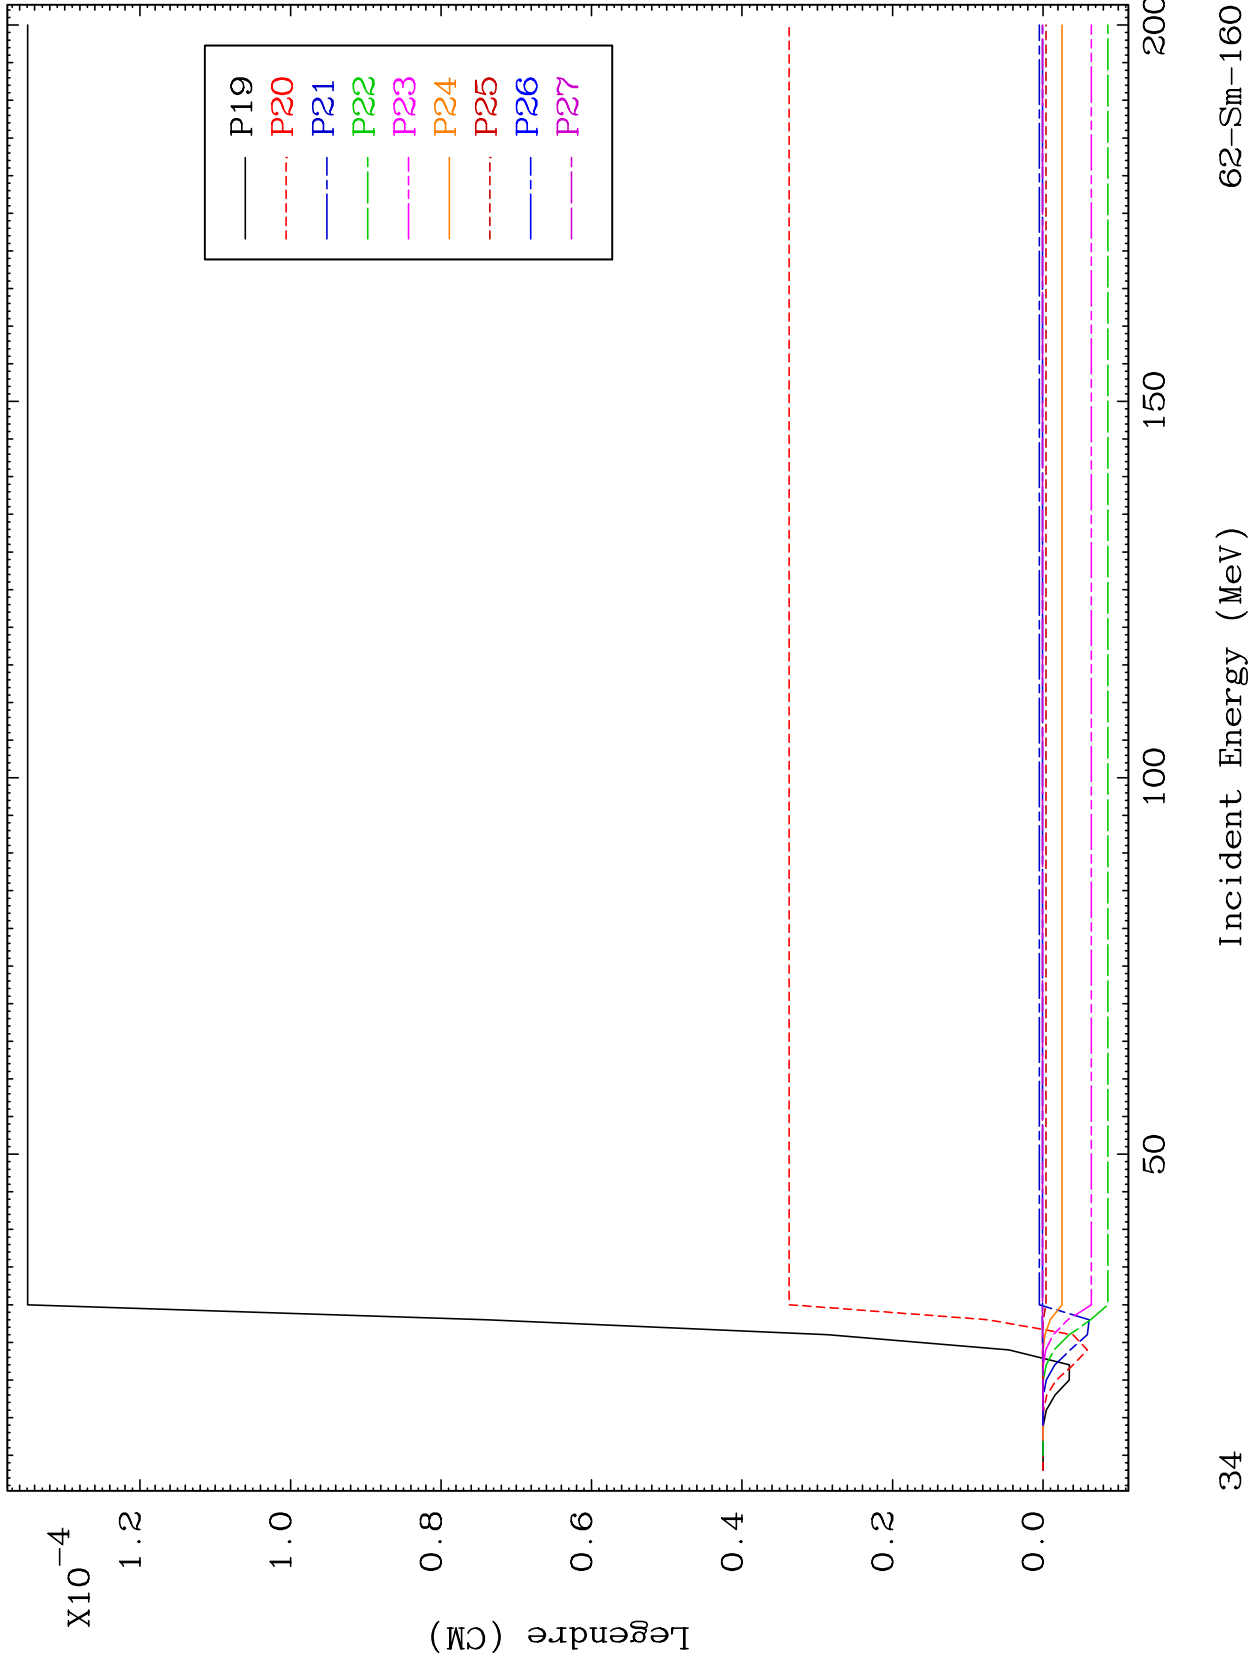 X10-4
1.2
1.0
0.8
0.6
0.4
0.2
0.0
Legendre (CM)
P19
P20
P21
P22
P23
P24
P25
P26
P27
50
100
150
200
34
Incident Energy (MeV)
62-Sm-160